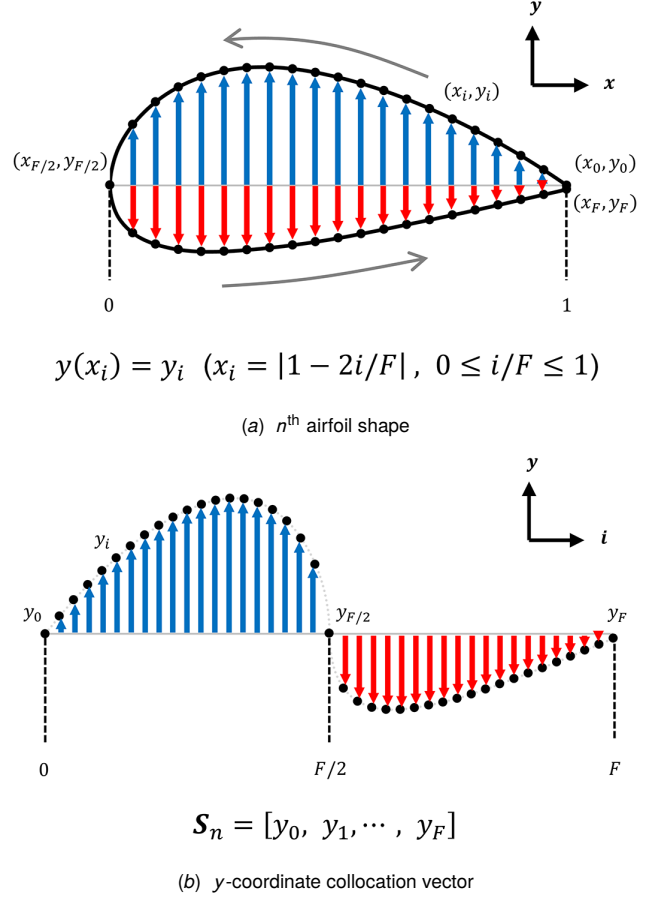 y
x
(x_i, y_i)
(x_{F/2}, y_{F/2})
(x_0, y_0)
(x_F, y_F)
0
1
y(x_i) = y_i (x_i = |1 − 2i/F| , 0 ≤ i/F ≤ 1)
(a) n^th airfoil shape
y
i
y_i
y_0
y_{F/2}
y_F
0
F/2
F
S_n = [y_0, y_1, ⋯ , y_F]
(b) y-coordinate collocation vector